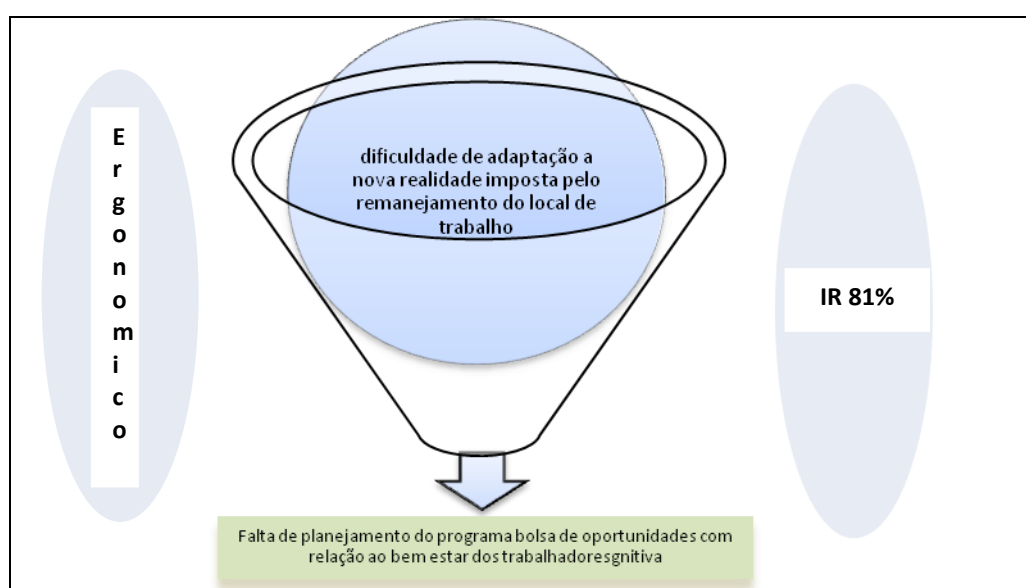 E
r
g
o
n
o
m
i
c
o
dificuldade de adaptação a
nova realidade imposta pelo
remanejamento do local de
trabalho
IR 81%
Falta de planejamento do programa bolsa de oportunidades com
relação ao bem estar dos trabalhadoresgnitiva